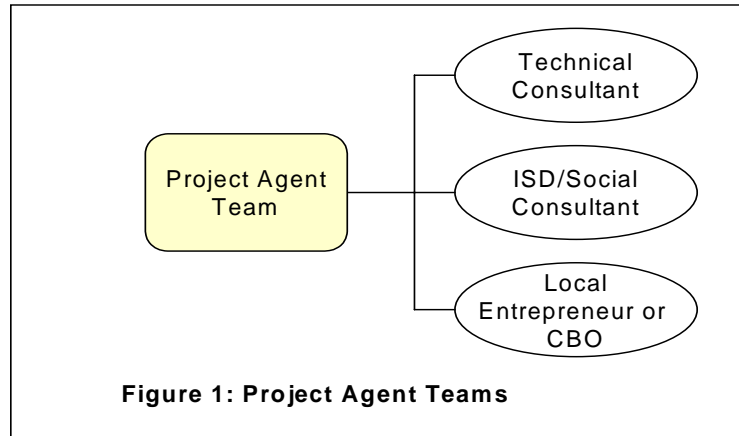 Technical
Consultant
Project Agent
Team
ISD/Social
Consultant
Local
Entrepreneur or
CBO
Figure 1: Project Agent Teams